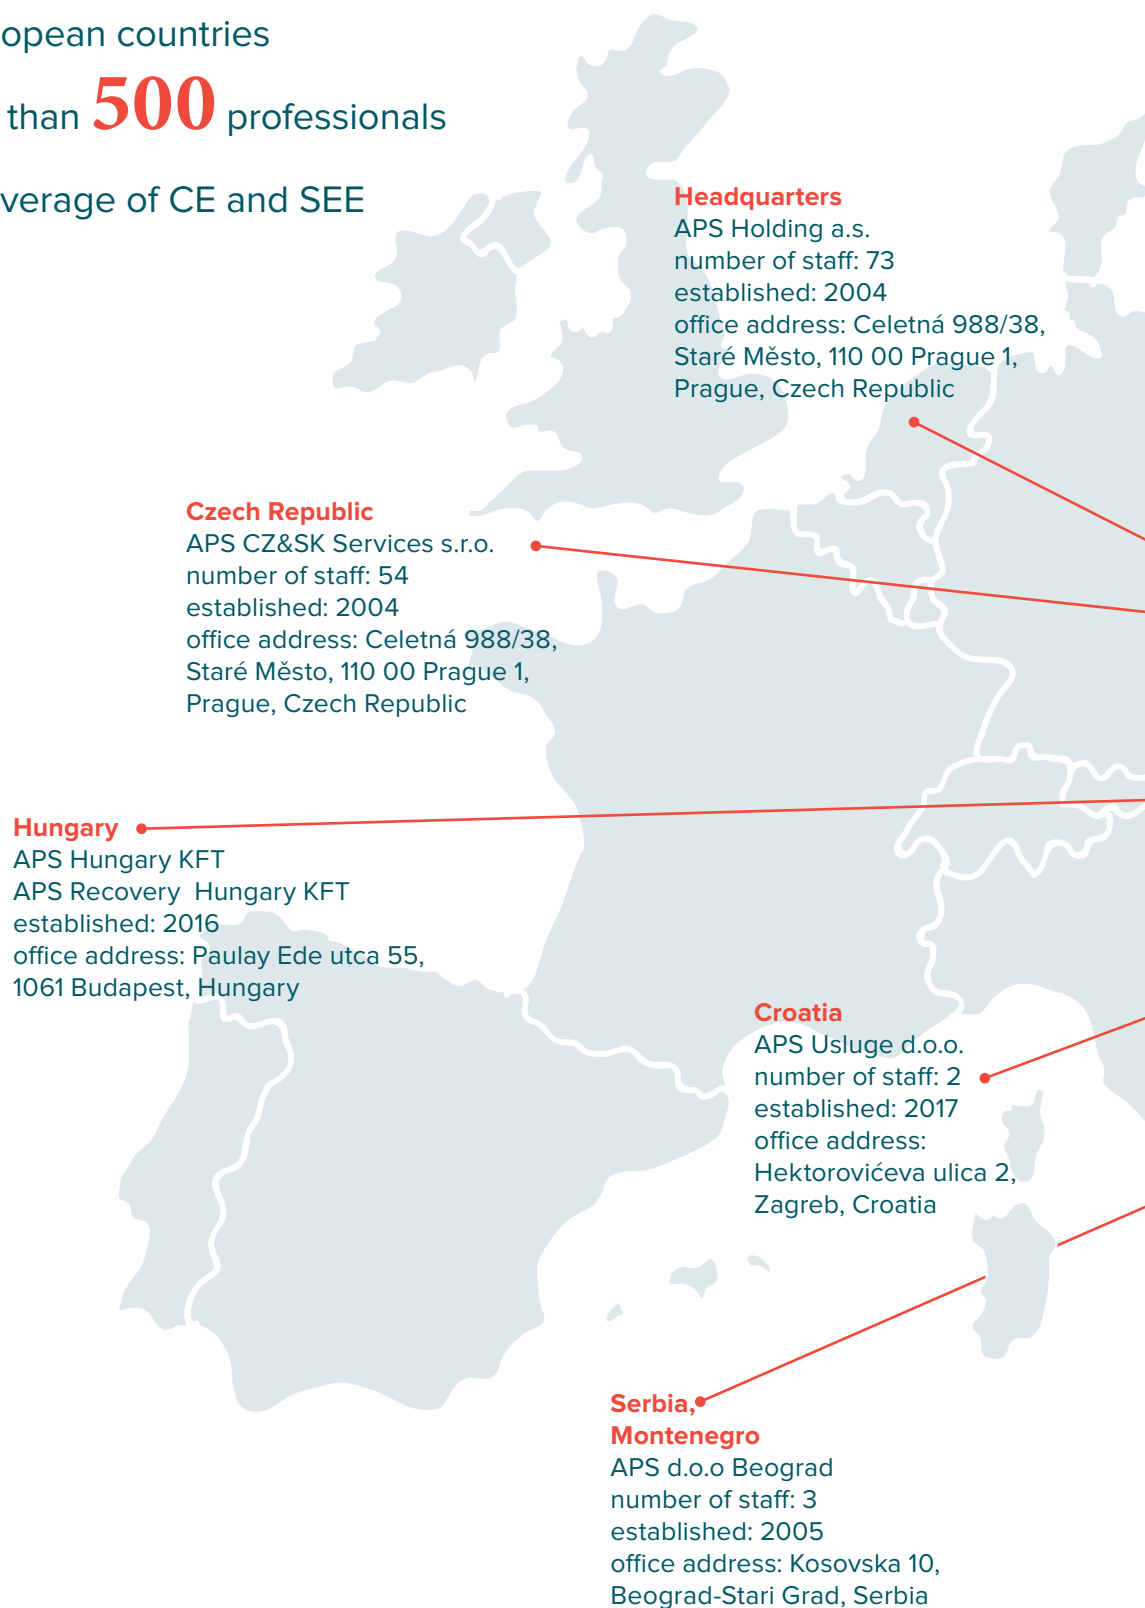 opean countries
than 500 professionals
verage of CE and SEE
Headquarters
APS Holding a.s.
number of staff: 73
established: 2004
office address: Celetná 988/38,
Staré Město, 110 00 Prague 1,
Prague, Czech Republic
Czech Republic
APS CZ&SK Services s.r.o.
number of staff: 54
established: 2004
office address: Celetná 988/38,
Staré Město, 110 00 Prague 1,
Prague, Czech Republic
Hungary
APS Hungary KFT
APS Recovery Hungary KFT
established: 2016
office address: Paulay Ede utca 55,
1061 Budapest, Hungary
Croatia
APS Usluge d.o.o.
number of staff: 2
established: 2017
office address:
Hektorovićeva ulica 2,
Zagreb, Croatia
Serbia,
Montenegro
APS d.o.o Beograd
number of staff: 3
established: 2005
office address: Kosovska 10,
Beograd-Stari Grad, Serbia